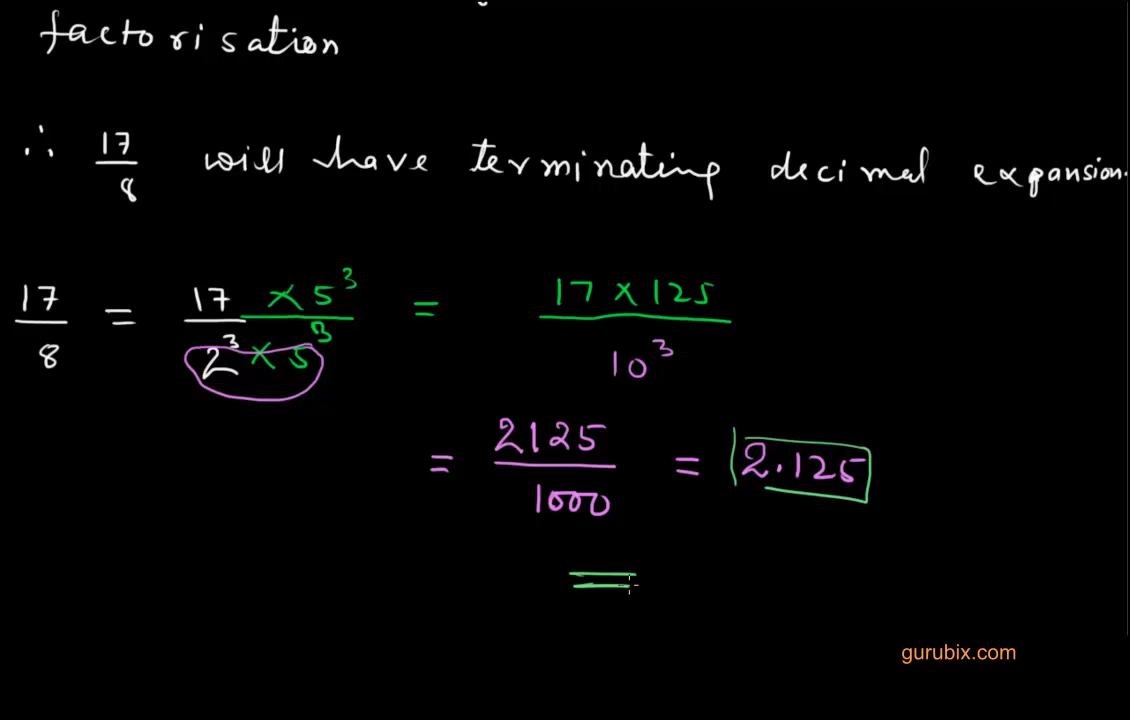 factorisation
∴ 17/8 will have terminating decimal expansion.
17/8 = 17 × 5³ / 2³ × 5³ = 17 × 125 / 10³
= 2125/1000 = 2.125
gurubix.com